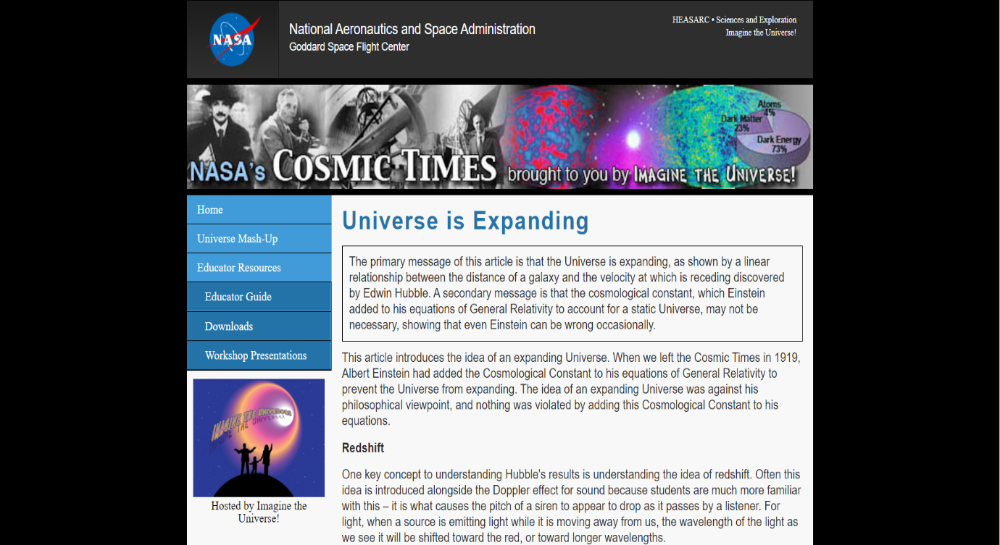 NASA
National Aeronautics and Space Administration
Goddard Space Flight Center
HEASARC • Sciences and Exploration
Imagine the Universe!
NASA's COSMIC TIMES brought to you by IMAGINE THE UNIVERSE!
Atoms
4%
Dark Matter
23%
Dark Energy
73%
Home
Universe Mash-Up
Educator Resources
Educator Guide
Downloads
Workshop Presentations
IMAGINE THE UNIVERSE
Hosted by Imagine the
Universe!
Universe is Expanding
The primary message of this article is that the Universe is expanding, as shown by a linear
relationship between the distance of a galaxy and the velocity at which is receding discovered
by Edwin Hubble. A secondary message is that the cosmological constant, which Einstein
added to his equations of General Relativity to account for a static Universe, may not be
necessary, showing that even Einstein can be wrong occasionally.
This article introduces the idea of an expanding Universe. When we left the Cosmic Times in 1919,
Albert Einstein had added the Cosmological Constant to his equations of General Relativity to
prevent the Universe from expanding. The idea of an expanding Universe was against his
philosophical viewpoint, and nothing was violated by adding this Cosmological Constant to his
equations.
Redshift
One key concept to understanding Hubble's results is understanding the idea of redshift. Often this
idea is introduced alongside the Doppler effect for sound because students are much more familiar
with this – it is what causes the pitch of a siren to appear to drop as it passes by a listener. For
light, when a source is emitting light while it is moving away from us, the wavelength of the light as
we see it will be shifted toward the red, or toward longer wavelengths.